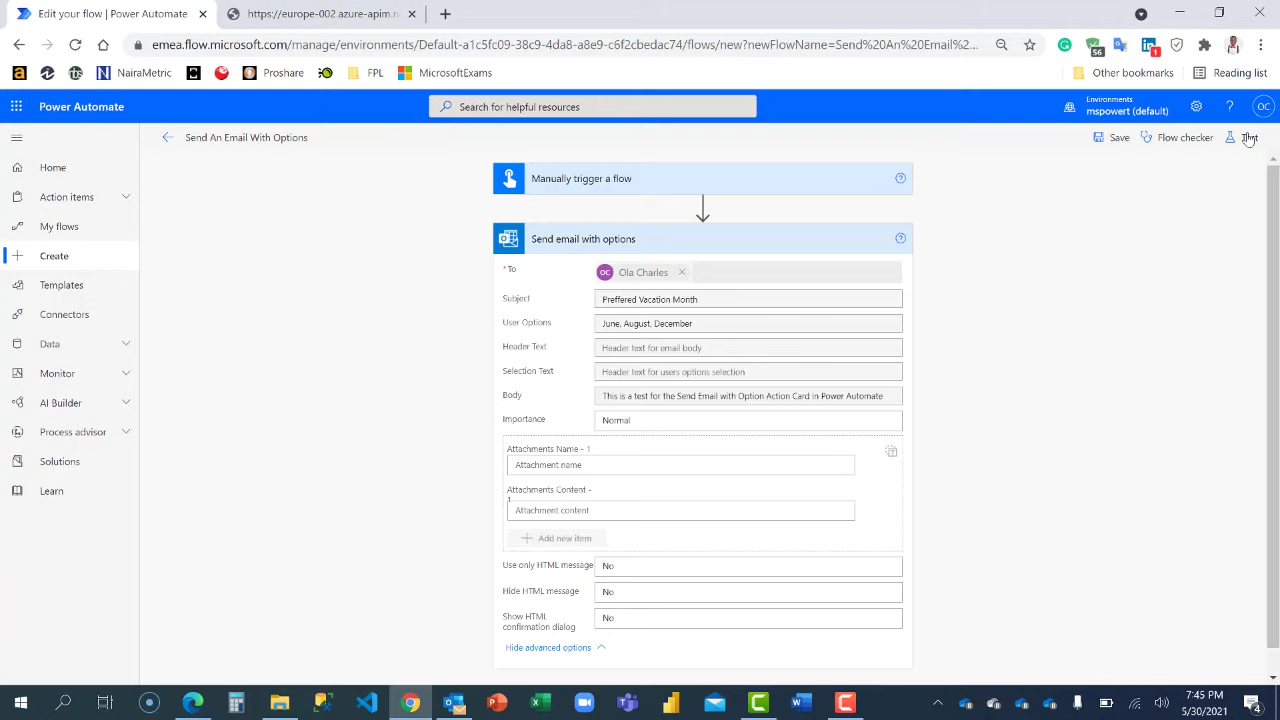 Edit your flow | Power Automate
https://europe-002.azure-apim.n
emea.flow.microsoft.com/manage/environments/Default-a1c5fc09-38c9-4da8-a8e9-c6f2cbedac74/flows/new?newFlowName=Send%20An%20Email%2...
56
1
NairaMetric
Proshare
FPL
MicrosoftExams
Other bookmarks
Reading list
Power Automate
Search for helpful resources
Environments
mspowert (default)
OC
Send An Email With Options
Save
Flow checker
Home
Action items
My flows
Create
Templates
Connectors
Data
Monitor
AI Builder
Process advisor
Solutions
Learn
Manually trigger a flow
Send email with options
* To
OC Ola Charles
Subject
Preffered Vacation Month
User Options
June, August, December
Header Text
Header text for email body
Selection Text
Header text for users options selection
Body
This is a test for the Send Email with Option Action Card in Power Automate
Importance
Normal
Attachments Name - 1
Attachment name
Attachments Content -
1
Attachment content
Add new item
Use only HTML message
No
Hide HTML message
No
Show HTML
confirmation dialog
No
Hide advanced options
7:45 PM
5/30/2021
4